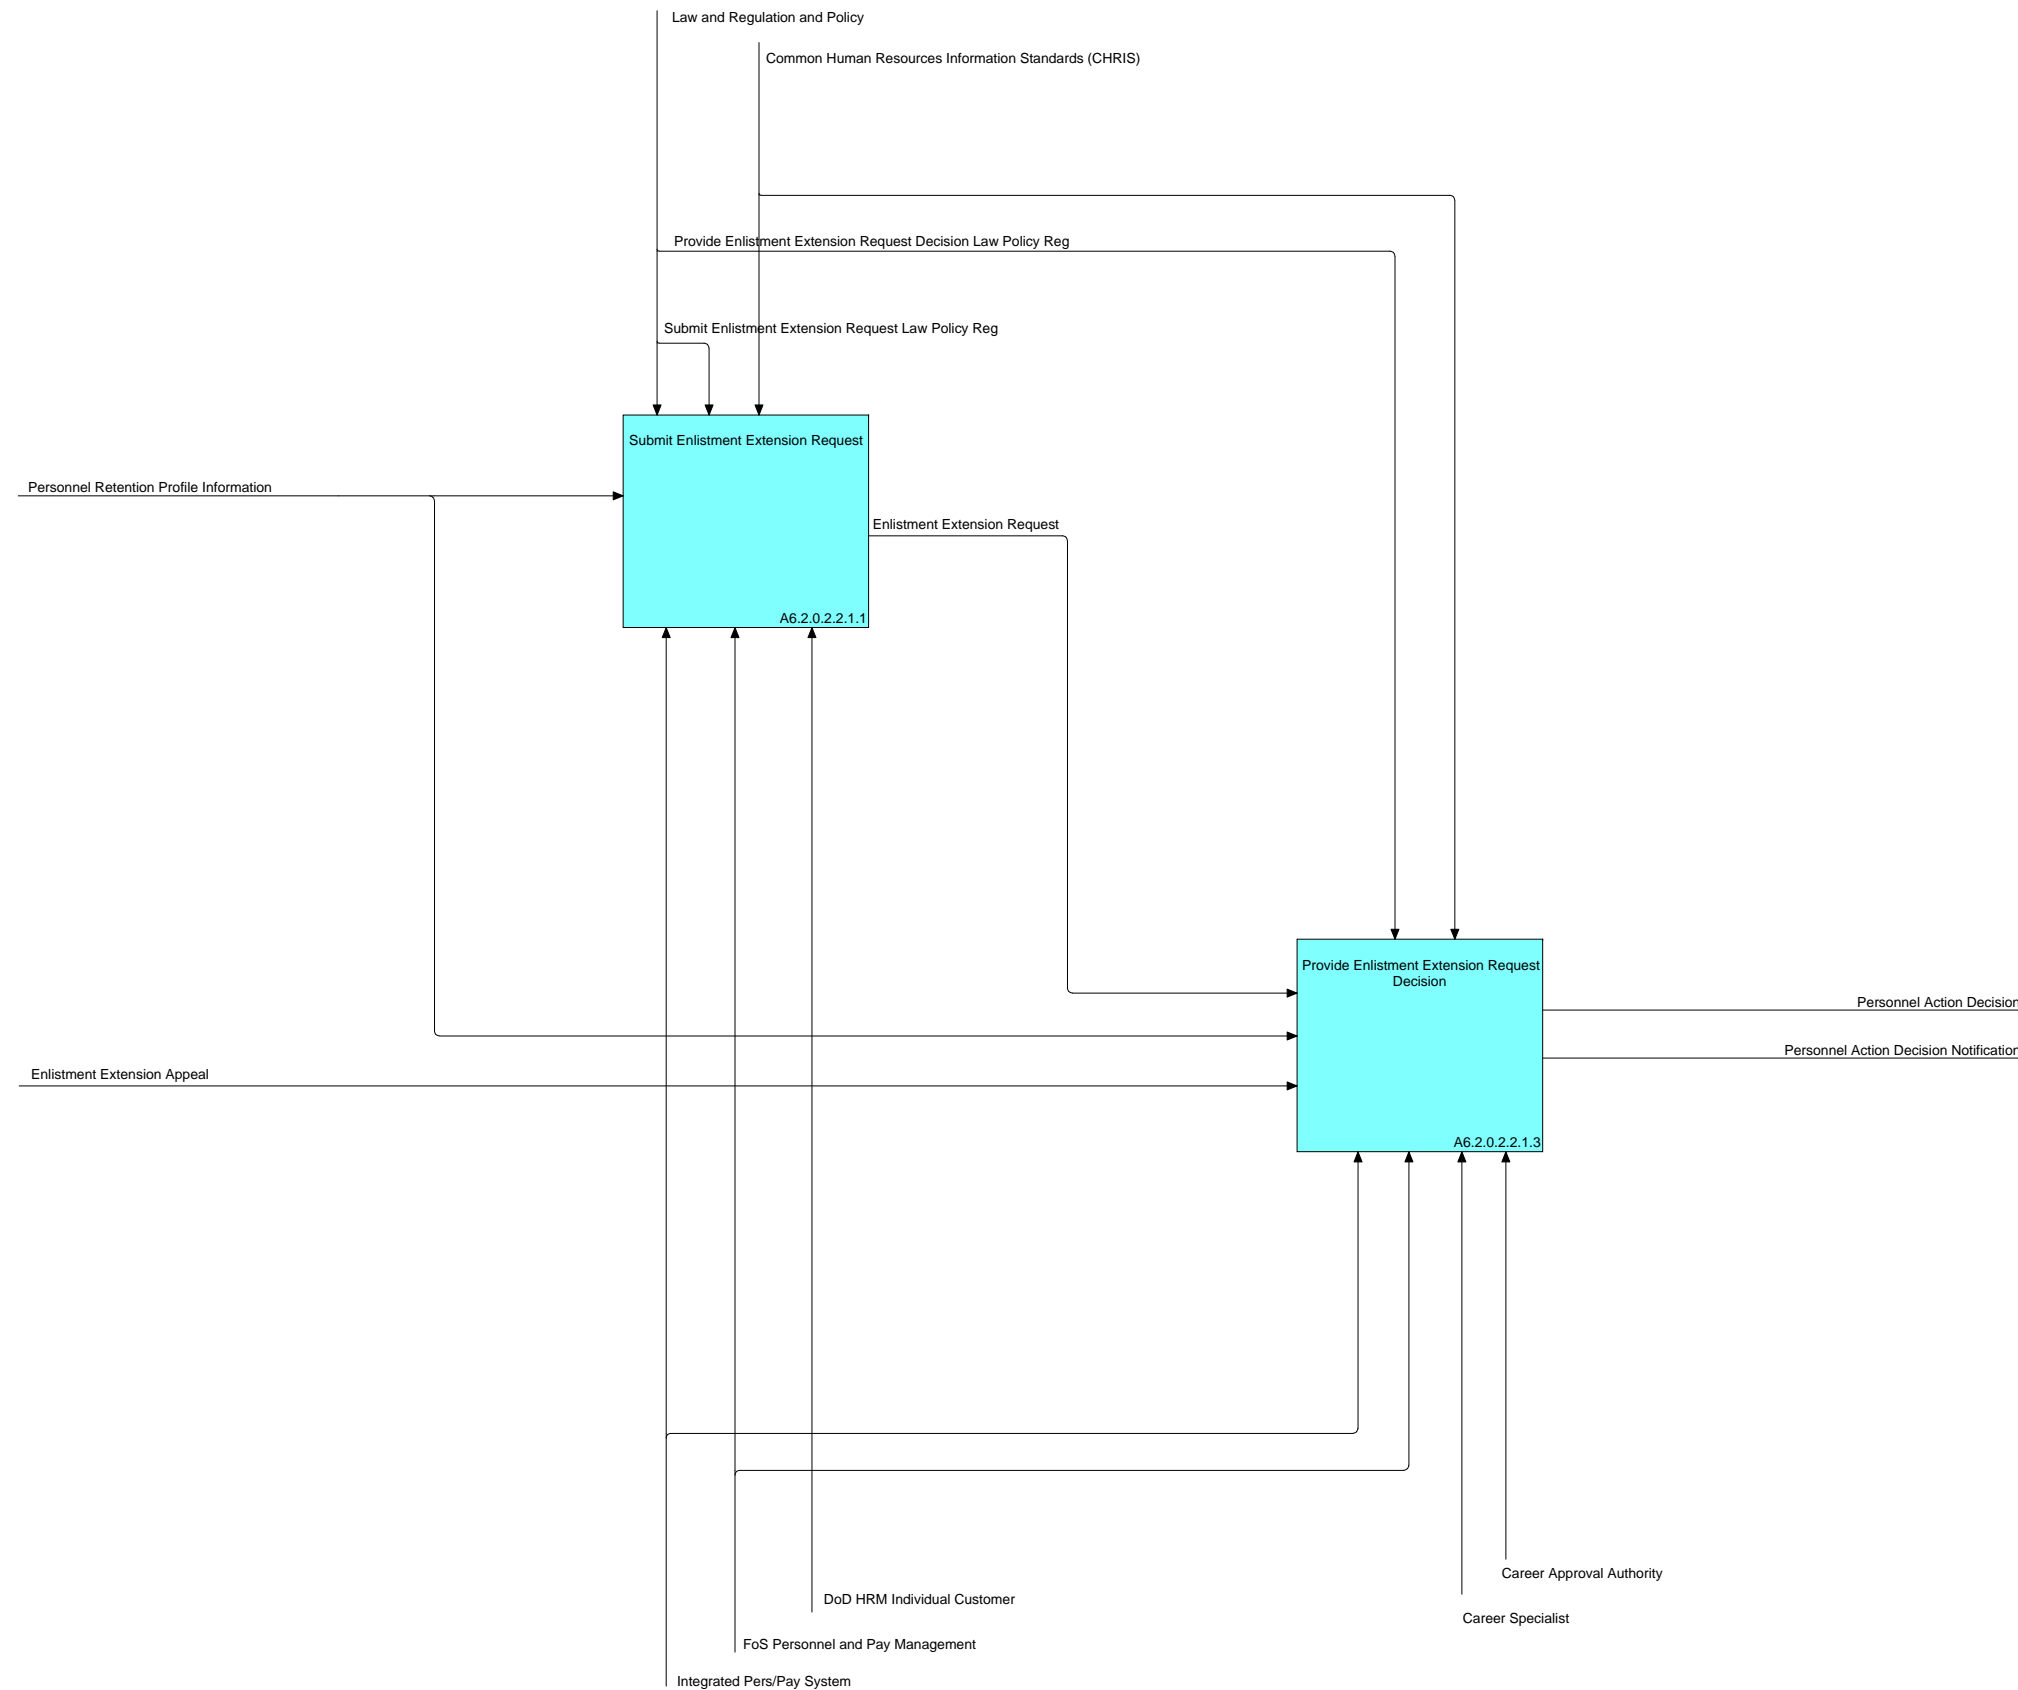 Law and Regulation and Policy
Common Human Resources Information Standards (CHRIS)
Provide Enlistment Extension Request Decision Law Policy Reg
Submit Enlistment Extension Request Law Policy Reg
Submit Enlistment Extension Request
Personnel Retention Profile Information
Enlistment Extension Request
A6.2.0.2.2.1.1
Provide Enlistment Extension Request
Decision
Personnel Action Decision
Personnel Action Decision Notification
Enlistment Extension Appeal
A6.2.0.2.2.1.3
Career Approval Authority
DoD HRM Individual Customer
Career Specialist
FoS Personnel and Pay Management
Integrated Pers/Pay System